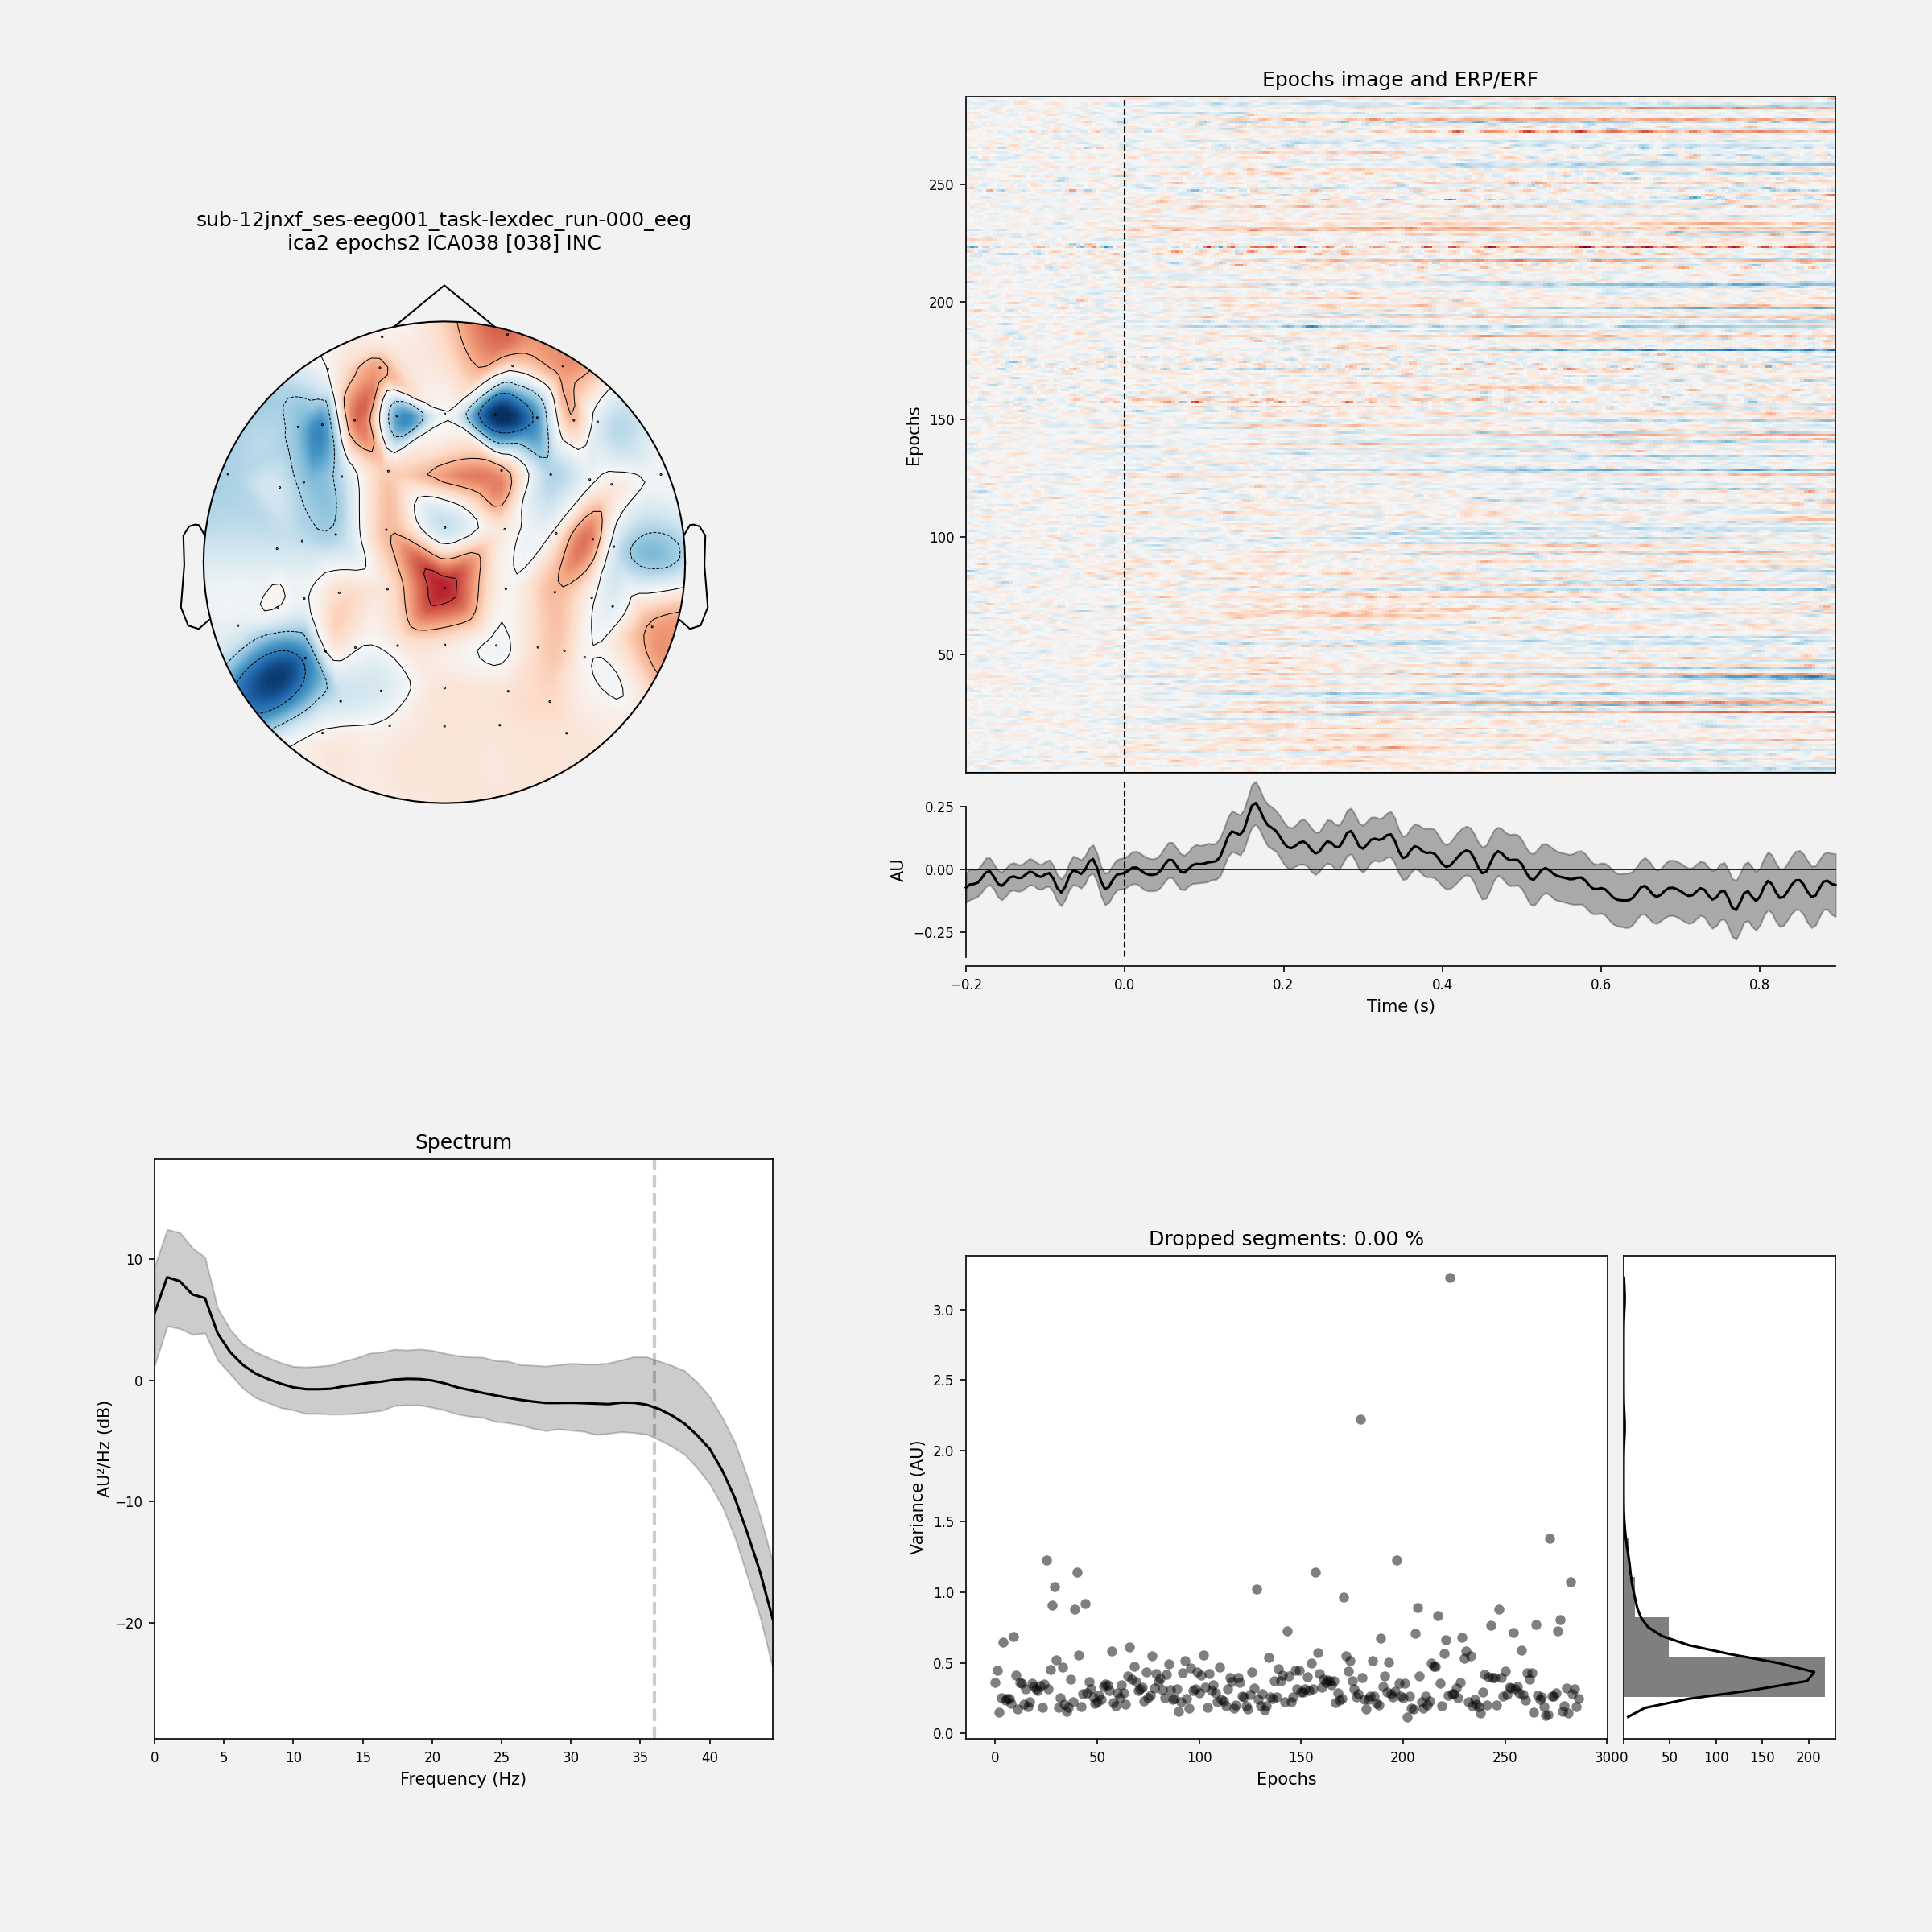 sub-12jnxf_ses-eeg001_task-lexdec_run-000_eeg
ica2 epochs2 ICA038 [038] INC
Epochs image and ERP/ERF
Epochs
250
200
150
100
50
AU
0.25
0.00
−0.25
−0.2 0.0 0.2 0.4 0.6 0.8
Time (s)
Spectrum
AU²/Hz (dB)
10
0
−10
−20
0 5 10 15 20 25 30 35 40
Frequency (Hz)
Dropped segments: 0.00 %
Variance (AU)
3.0
2.5
2.0
1.5
1.0
0.5
0.0
0 50 100 150 200 250 300
Epochs
0 50 100 150 200